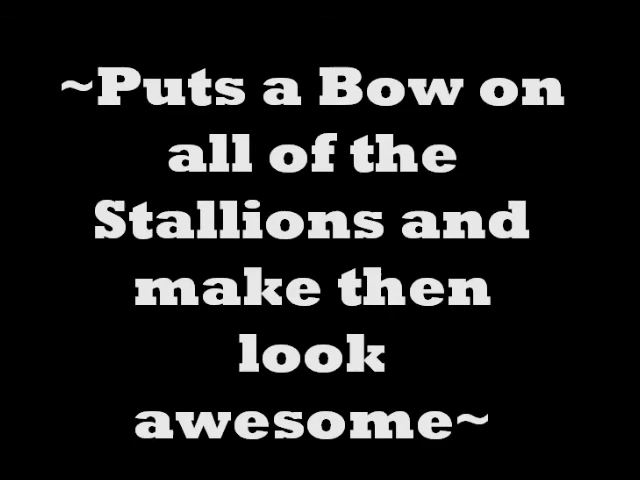 ~Puts a Bow on
all of the
Stallions and
make then
look
awesome~